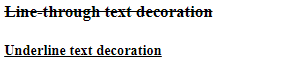 Line-through text decoration
Underline text decoration